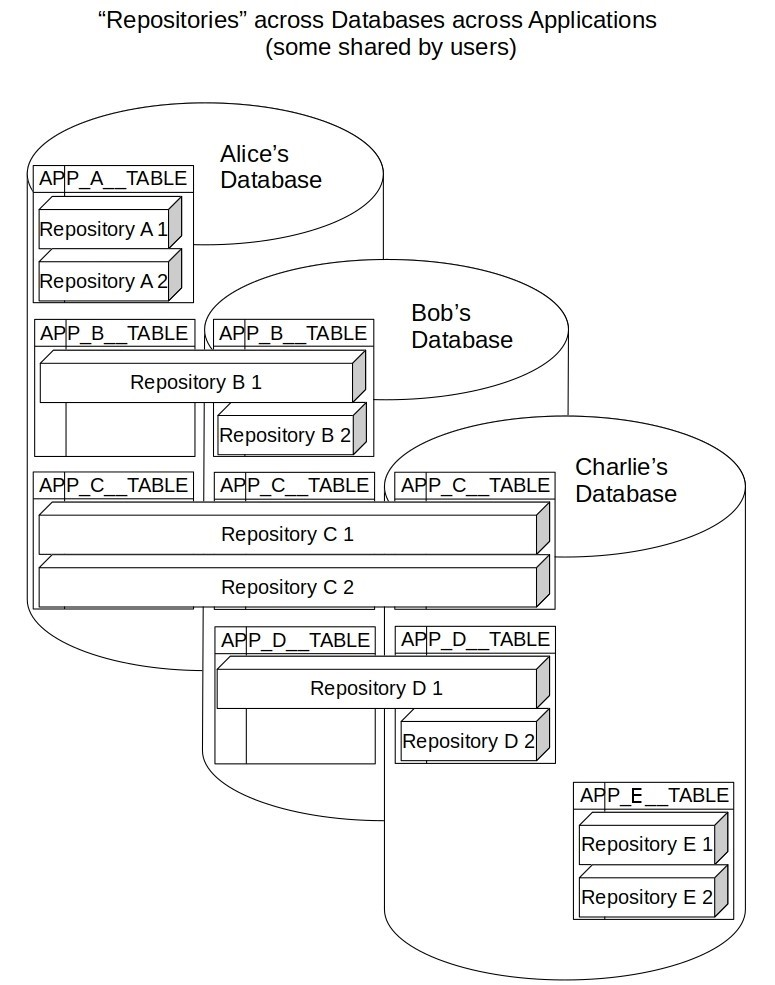 “Repositories” across Databases across Applications
(some shared by users)
Alice’s
Database
APP_A__TABLE
Repository A 1
Repository A 2
Bob’s
Database
APP_B__TABLE
APP_B__TABLE
Repository B 1
Repository B 2
Charlie’s
Database
APP_C__TABLE
APP_C__TABLE
APP_C__TABLE
Repository C 1
Repository C 2
APP_D__TABLE
APP_D__TABLE
Repository D 1
Repository D 2
APP_E__TABLE
Repository E 1
Repository E 2